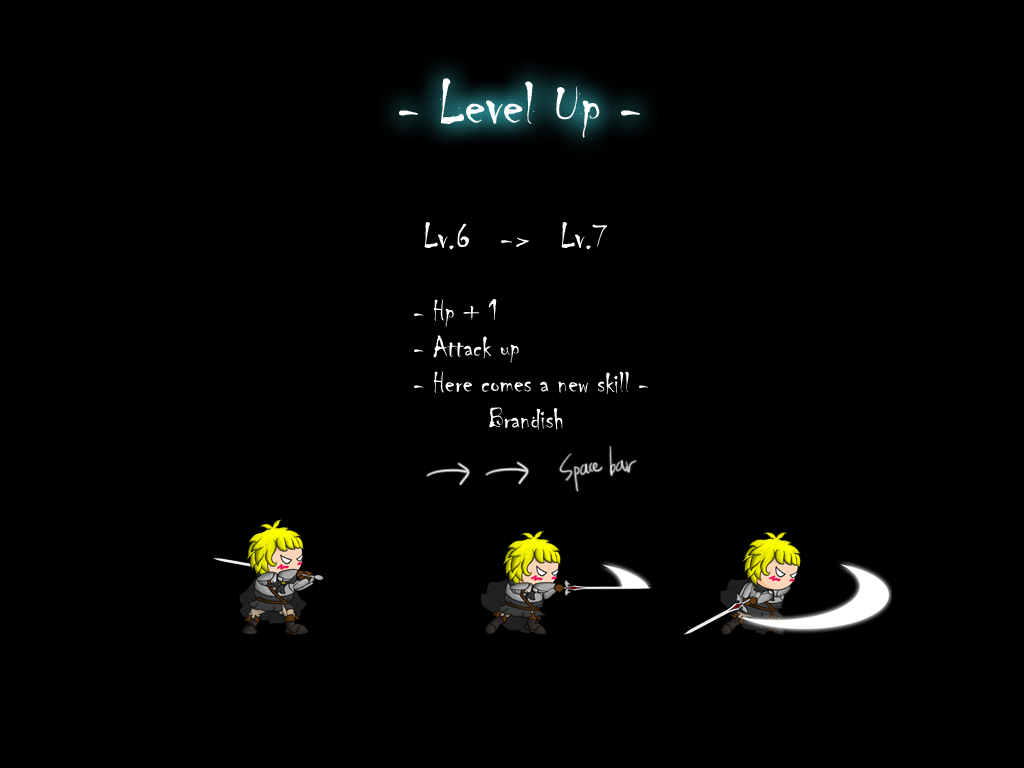 - Level Up -
Lv.6 -> Lv.7
- Hp + 1
- Attack up
- Here comes a new skill -
Brandish
→ → Space bar